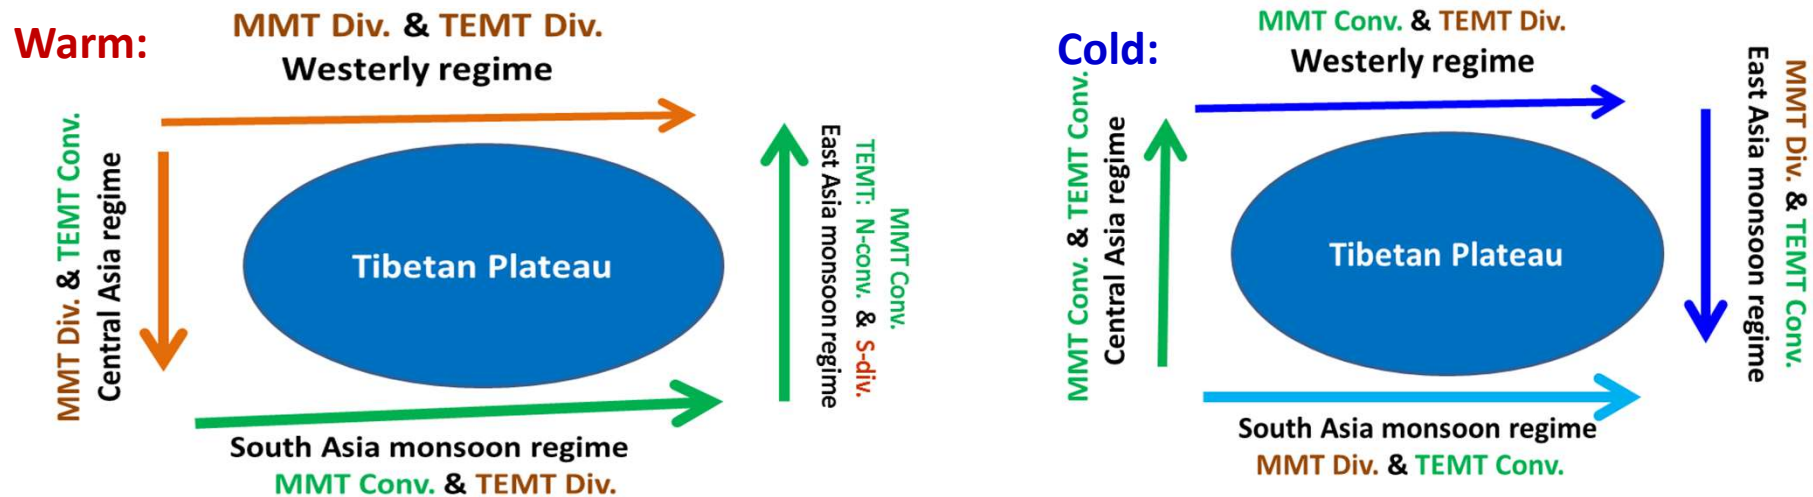 Warm:
MMT Div. & TEMT Div.
Westerly regime
MMT Div. & TEMT Conv.
Central Asia regime
Tibetan Plateau
East Asia monsoon regime
TEMT: N-conv. & S-div.
MMT Conv.
South Asia monsoon regime
MMT Conv. & TEMT Div.
Cold:
MMT Conv. & TEMT Div.
Westerly regime
MMT Conv. & TEMT Conv.
Central Asia regime
Tibetan Plateau
East Asia monsoon regime
MMT Div. & TEMT Conv.
South Asia monsoon regime
MMT Div. & TEMT Conv.